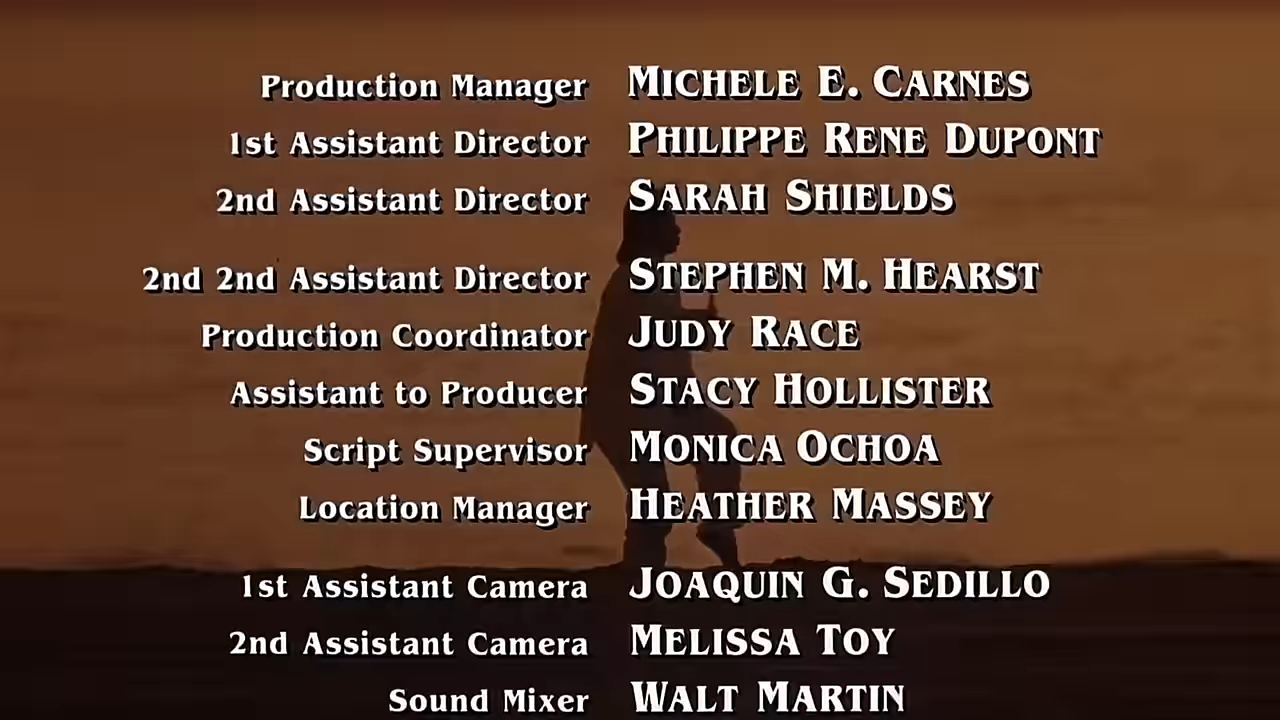 Production Manager MICHELE E. CARNES
1st Assistant Director PHILIPPE RENE DUPONT
2nd Assistant Director SARAH SHIELDS
2nd 2nd Assistant Director STEPHEN M. HEARST
Production Coordinator JUDY RACE
Assistant to Producer STACY HOLLISTER
Script Supervisor MONICA OCHOA
Location Manager HEATHER MASSEY
1st Assistant Camera JOAQUIN G. SEDILLO
2nd Assistant Camera MELISSA TOY
Sound Mixer WALT MARTIN